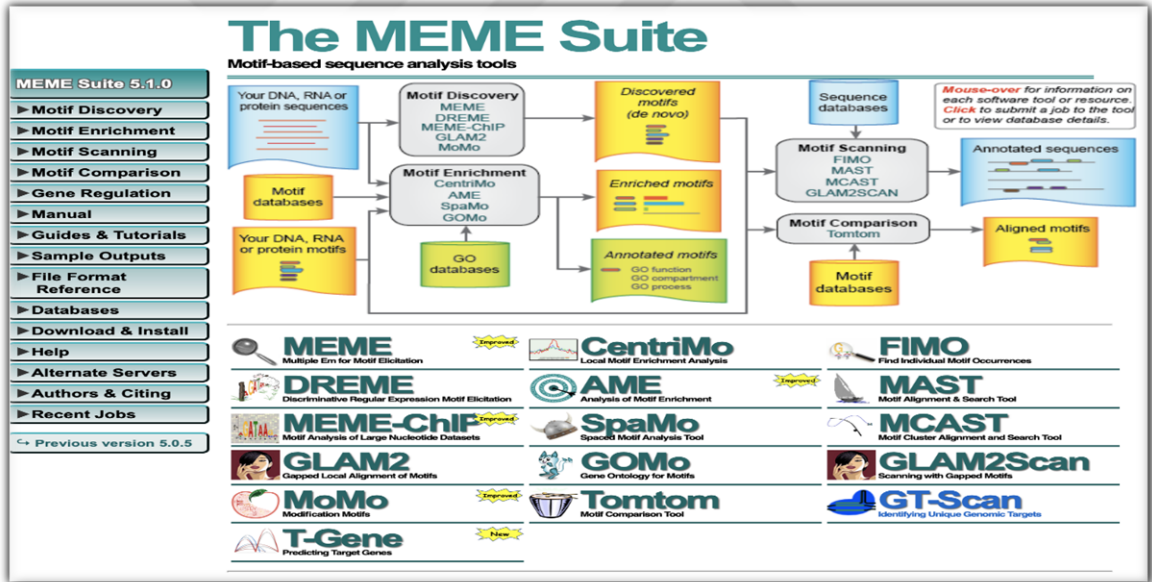 The MEME Suite
Motif-based sequence analysis tools
MEME Suite 5.1.0
►Motif Discovery
►Motif Enrichment
►Motif Scanning
►Motif Comparison
►Gene Regulation
►Manual
►Guides & Tutorials
►Sample Outputs
►File Format
Reference
►Databases
►Download & Install
►Help
►Alternate Servers
►Authors & Citing
►Recent Jobs
↪ Previous version 5.0.5
Your DNA, RNA or
protein sequences
Motif
databases
Your DNA, RNA
or protein motifs
Motif Discovery
MEME
DREME
MEME-ChIP
GLAM2
MoMo
Motif Enrichment
CentriMo
AME
SpaMo
GOMo
GO
databases
Discovered
motifs
(de novo)
Enriched motifs
Annotated motifs
GO function
GO compartment
GO process
Sequence
databases
Motif Scanning
FIMO
MAST
MCAST
GLAM2SCAN
Motif Comparison
Tomtom
Motif
databases
Mouse-over for information on
each software tool or resource.
Click to submit a job to the tool
or to view database details.
Annotated sequences
Aligned motifs
MEME
Improved
Multiple Em for Motif Elicitation
CentriMo
Local Motif Enrichment Analysis
FIMO
Find Individual Motif Occurrences
DREME
Discriminative Regular Expression Motif Elicitation
AME
Improved
Analysis of Motif Enrichment
MAST
Motif Alignment & Search Tool
MEME-ChIP
Improved
Motif Analysis of Large Nucleotide Datasets
SpaMo
Spaced Motif Analysis Tool
MCAST
Motif Cluster Alignment and Search Tool
GLAM2
Gapped Local Alignment of Motifs
GOMo
Gene Ontology for Motifs
GLAM2Scan
Scanning with Gapped Motifs
MoMo
Improved
Modification Motifs
Tomtom
Motif Comparison Tool
GT-Scan
Identifying Unique Genomic Targets
T-Gene
New
Predicting Target Genes